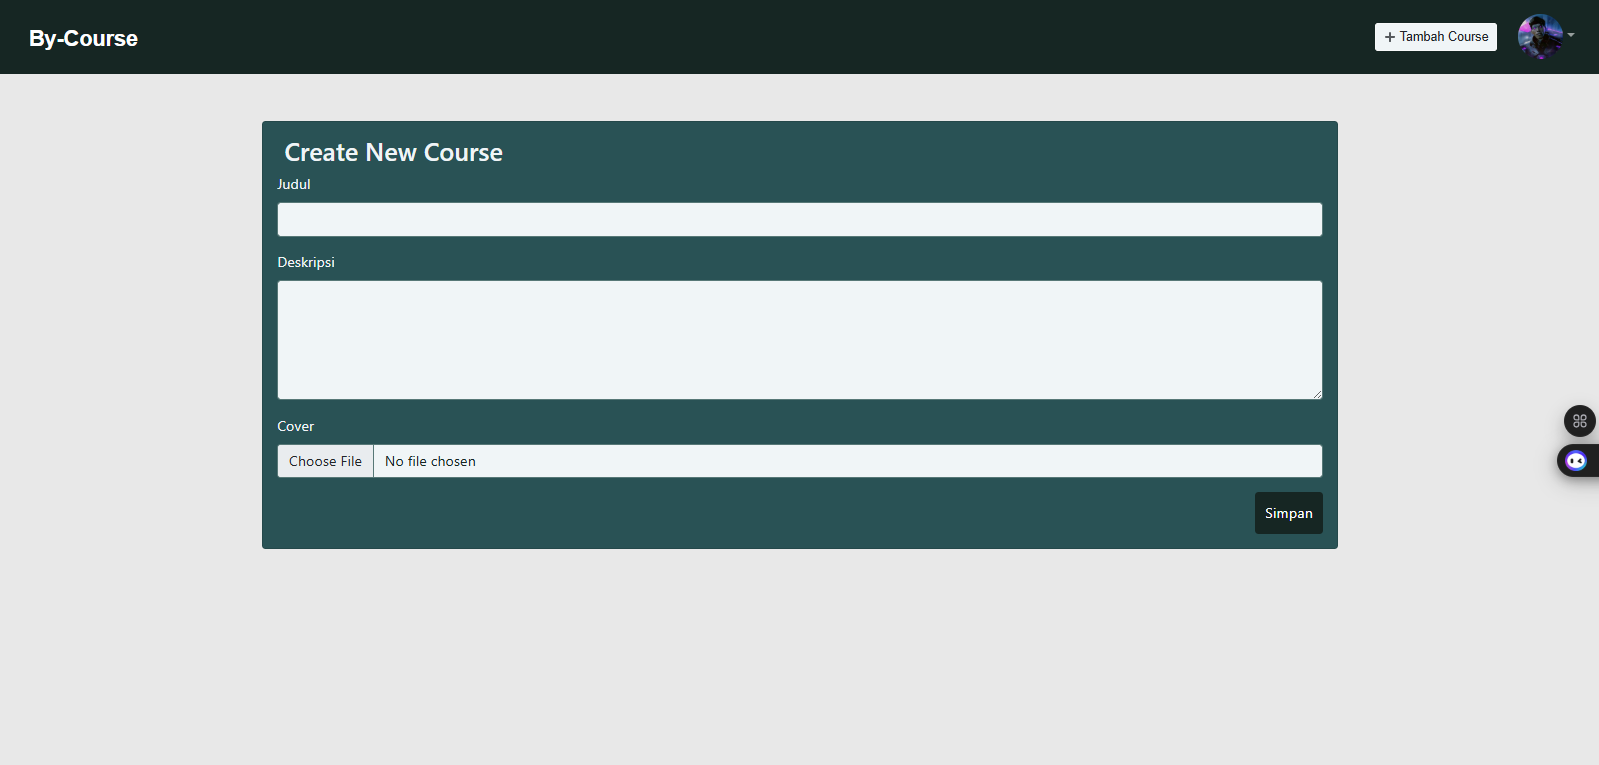 By-Course
+ Tambah Course
Create New Course
Judul
Deskripsi
Cover
Choose File
No file chosen
Simpan